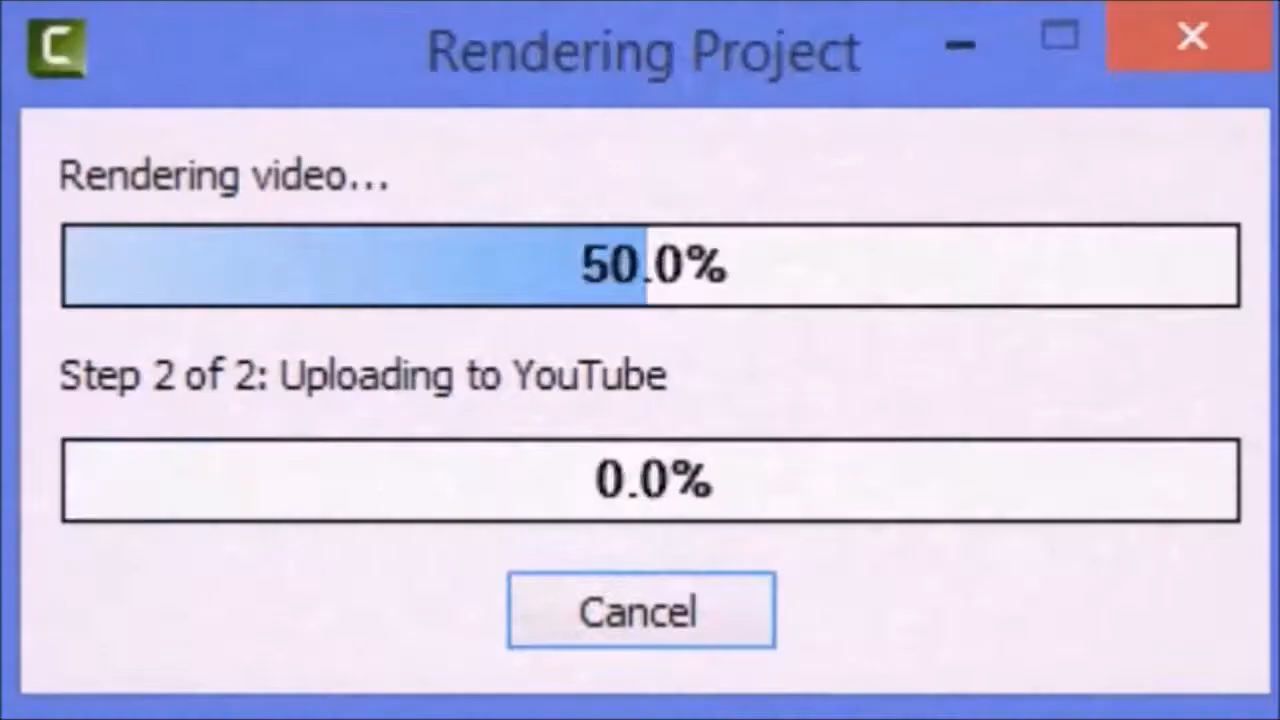 Rendering Project
Rendering video...
50.0%
Step 2 of 2: Uploading to YouTube
0.0%
Cancel